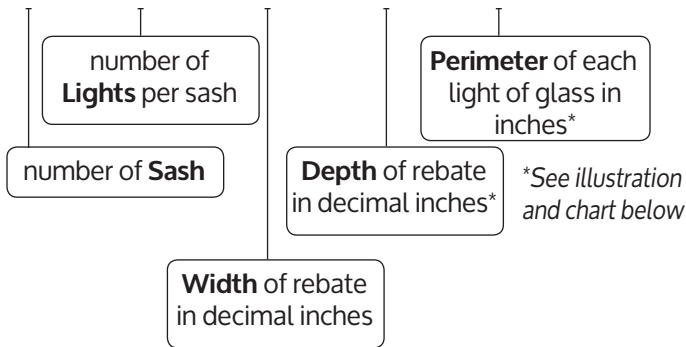 number of
Lights per sash
Perimeter of each
light of glass in
inches*
number of Sash
Depth of rebate
in decimal inches*
*See illustration
and chart below
Width of rebate
in decimal inches